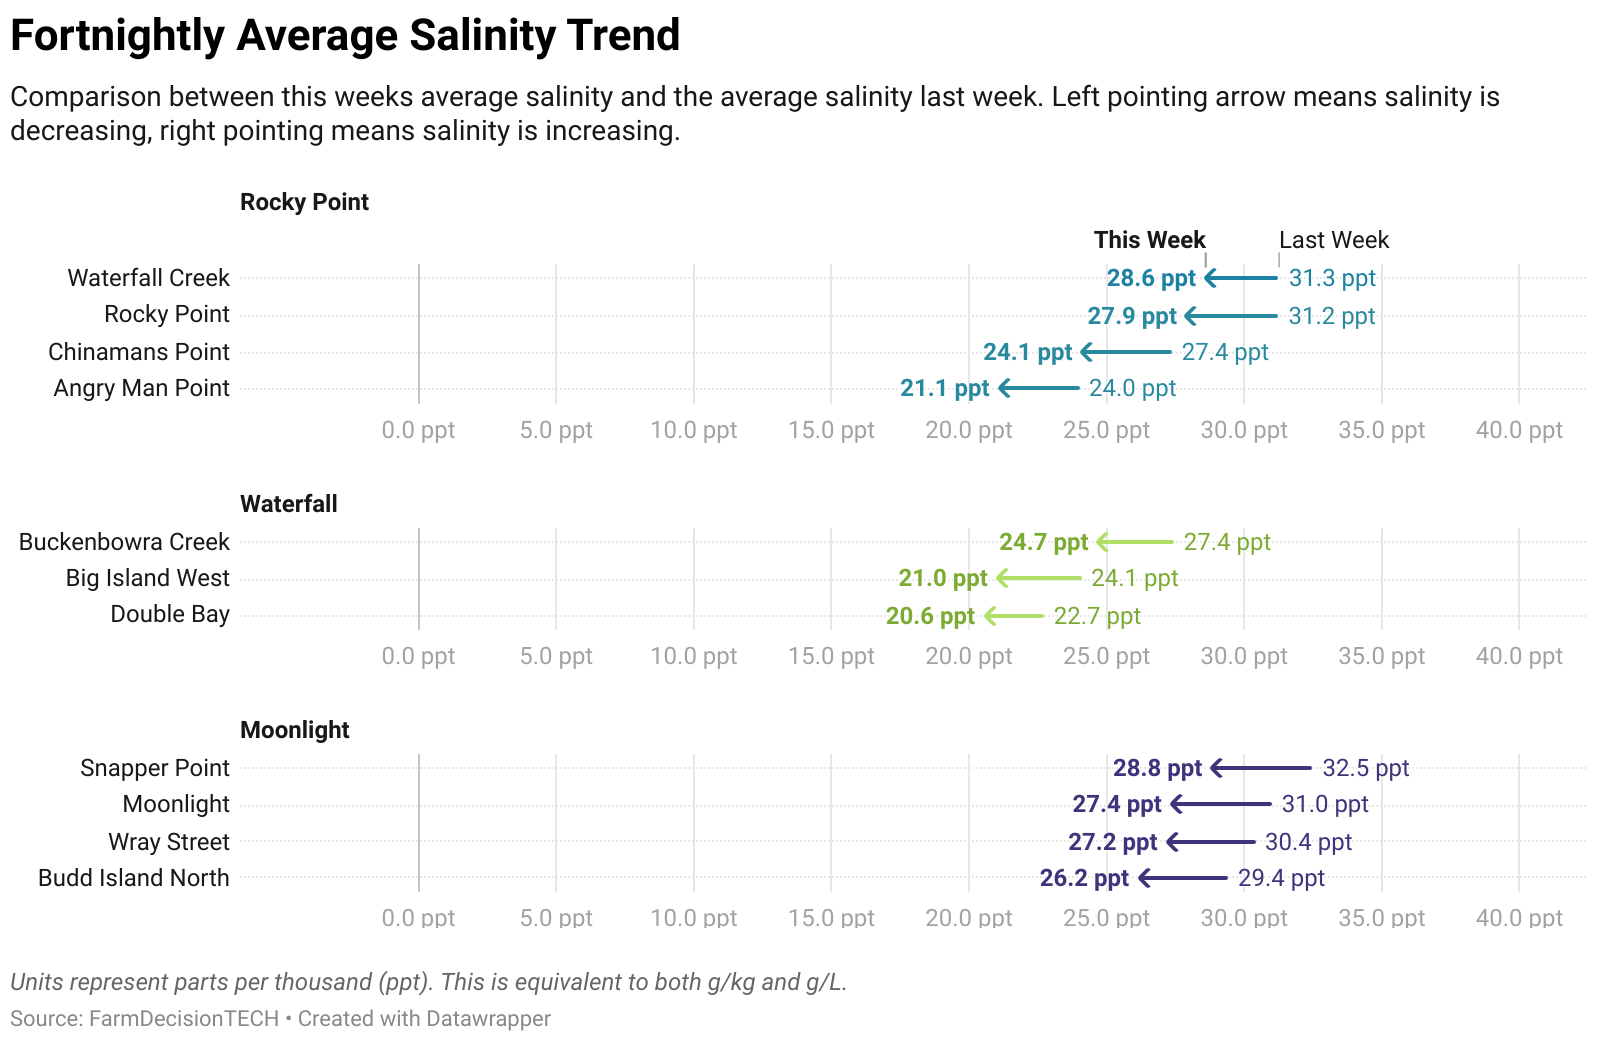 Fortnightly Average Salinity Trend
Comparison between this weeks average salinity and the average salinity last week. Left pointing arrow means salinity is
decreasing, right pointing means salinity is increasing.
Rocky Point
This Week Last Week
Waterfall Creek 28.6 ppt 31.3 ppt
Rocky Point 27.9 ppt 31.2 ppt
Chinamans Point 24.1 ppt 27.4 ppt
Angry Man Point 21.1 ppt 24.0 ppt
0.0 ppt 5.0 ppt 10.0 ppt 15.0 ppt 20.0 ppt 25.0 ppt 30.0 ppt 35.0 ppt 40.0 ppt
Waterfall
Buckenbowra Creek 24.7 ppt 27.4 ppt
Big Island West 21.0 ppt 24.1 ppt
Double Bay 20.6 ppt 22.7 ppt
0.0 ppt 5.0 ppt 10.0 ppt 15.0 ppt 20.0 ppt 25.0 ppt 30.0 ppt 35.0 ppt 40.0 ppt
Moonlight
Snapper Point 28.8 ppt 32.5 ppt
Moonlight 27.4 ppt 31.0 ppt
Wray Street 27.2 ppt 30.4 ppt
Budd Island North 26.2 ppt 29.4 ppt
0.0 ppt 5.0 ppt 10.0 ppt 15.0 ppt 20.0 ppt 25.0 ppt 30.0 ppt 35.0 ppt 40.0 ppt
Units represent parts per thousand (ppt). This is equivalent to both g/kg and g/L.
Source: FarmDecisionTECH • Created with Datawrapper